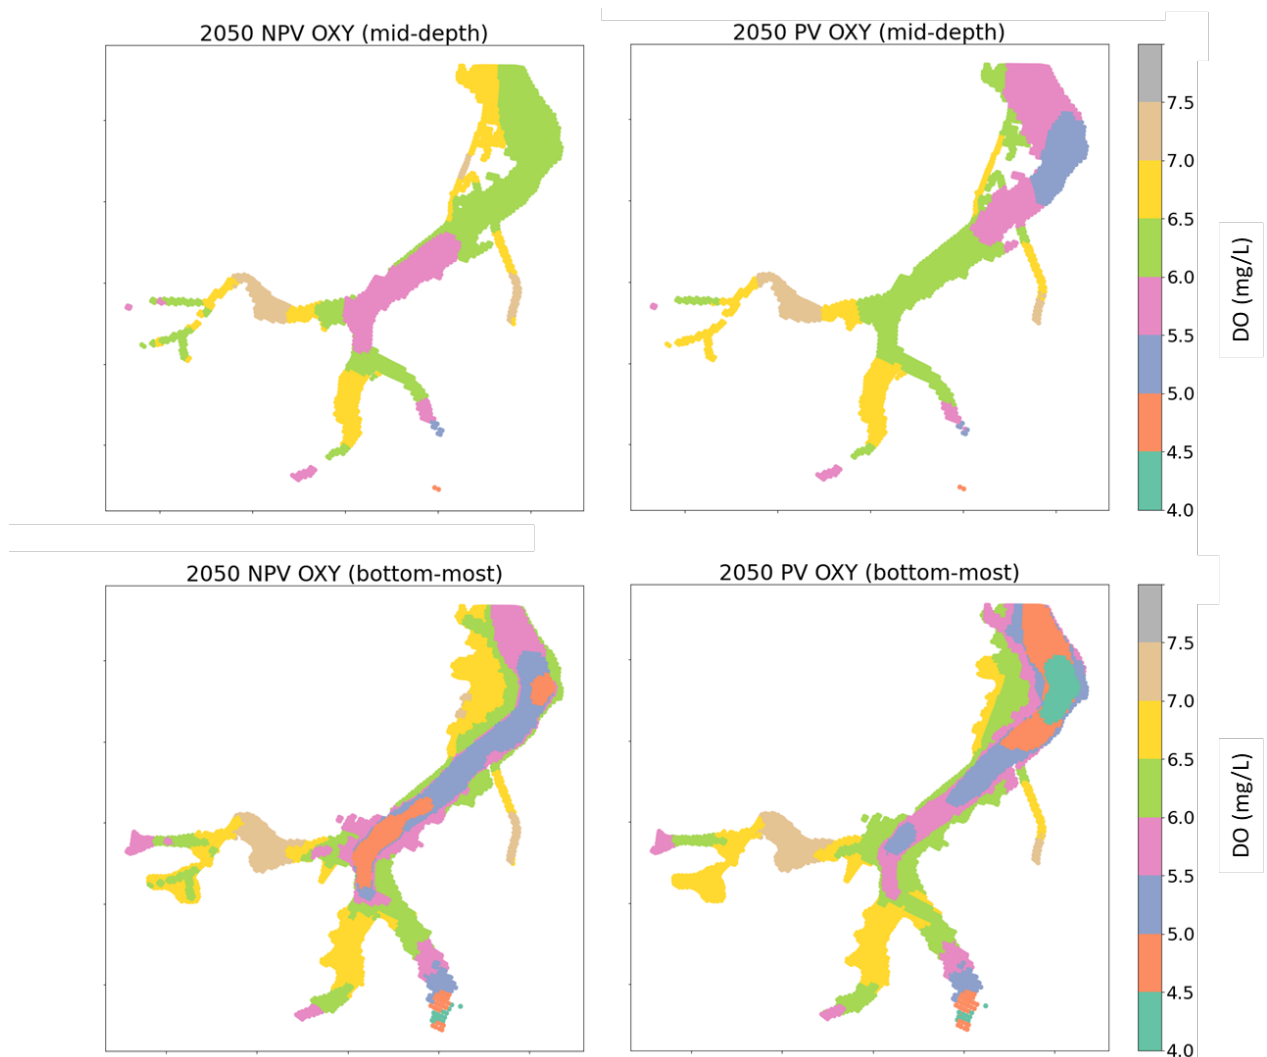 2050 NPV OXY (mid-depth)
2050 PV OXY (mid-depth)
7.5
7.0
6.5
6.0
5.5
5.0
4.5
4.0
DO (mg/L)
2050 NPV OXY (bottom-most)
2050 PV OXY (bottom-most)
7.5
7.0
6.5
6.0
5.5
5.0
4.5
4.0
DO (mg/L)